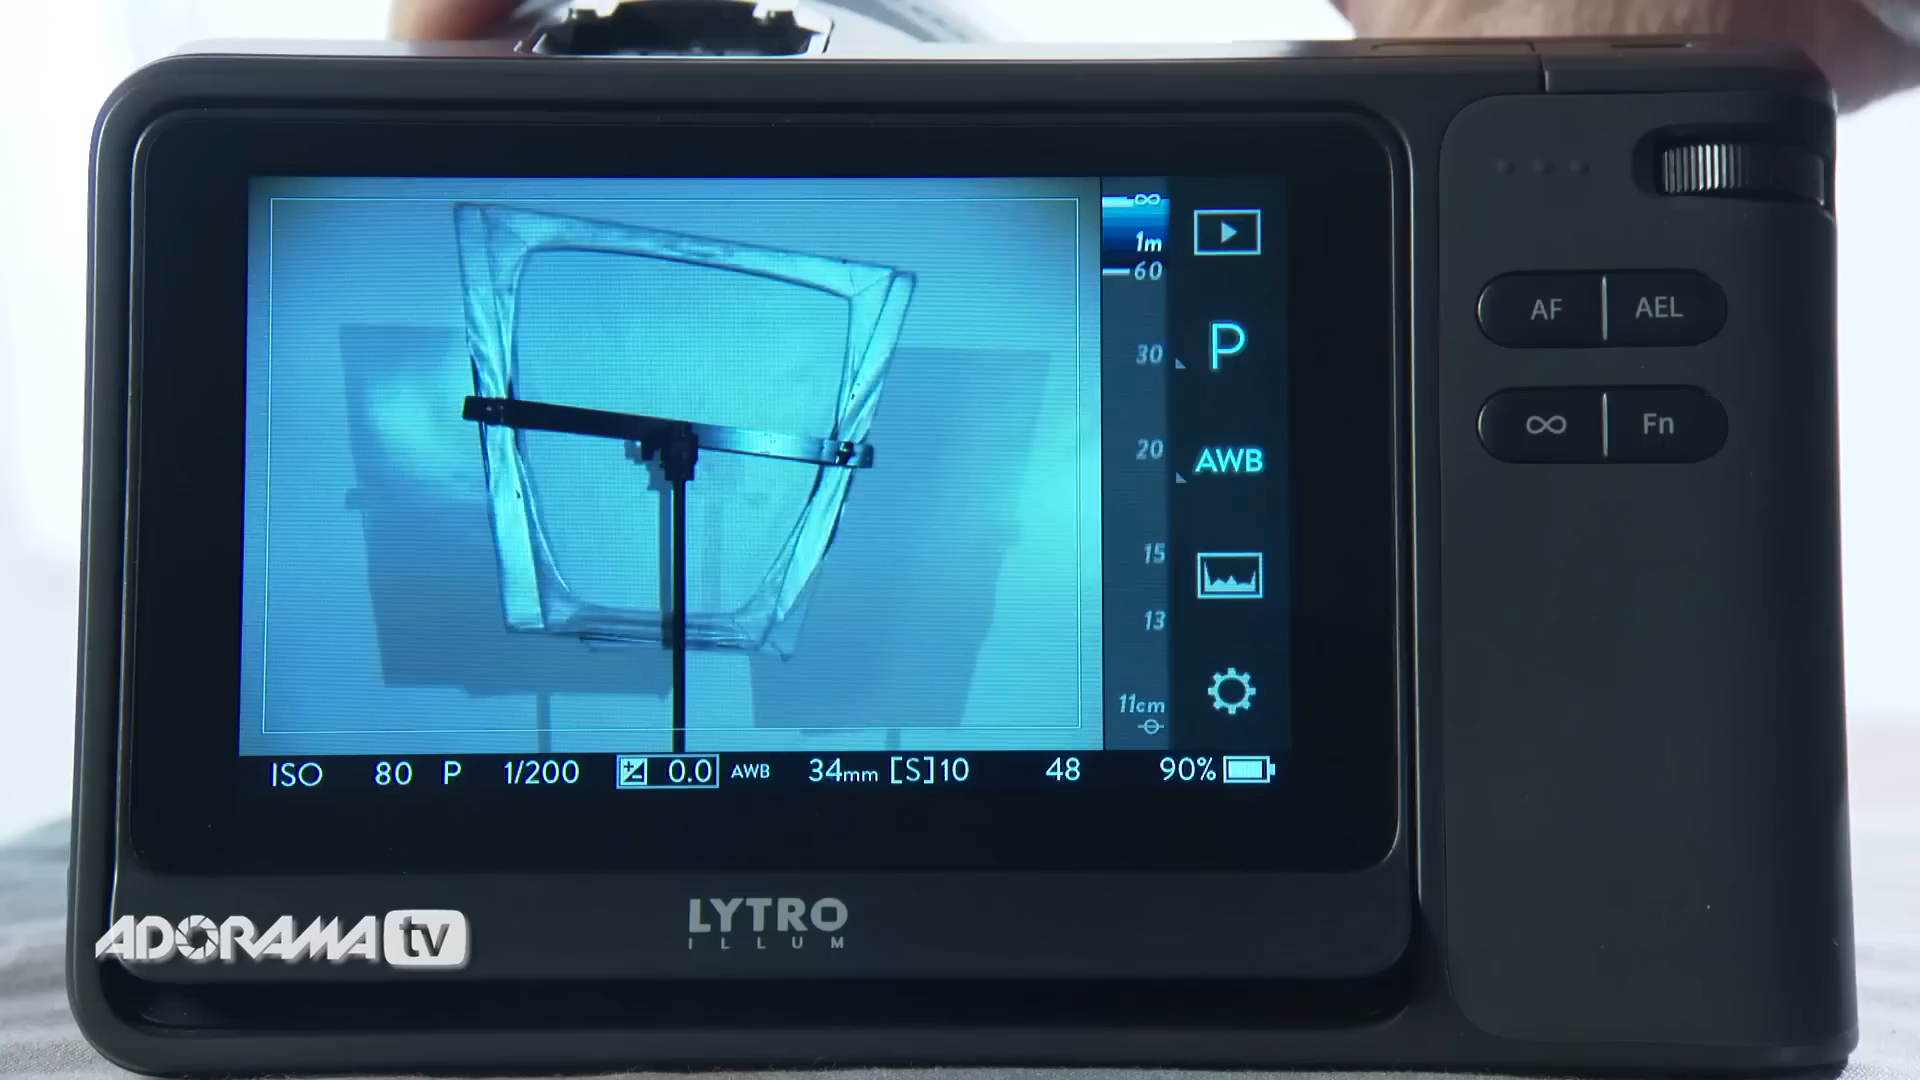 ∞
1m
60
30
P
20
AWB
15
13
11cm
ISO 80 P 1/200 0.0 AWB 34mm [S]10 48 90%
AF AEL
∞ Fn
LYTRO
ILLUM
ADORAMA tv